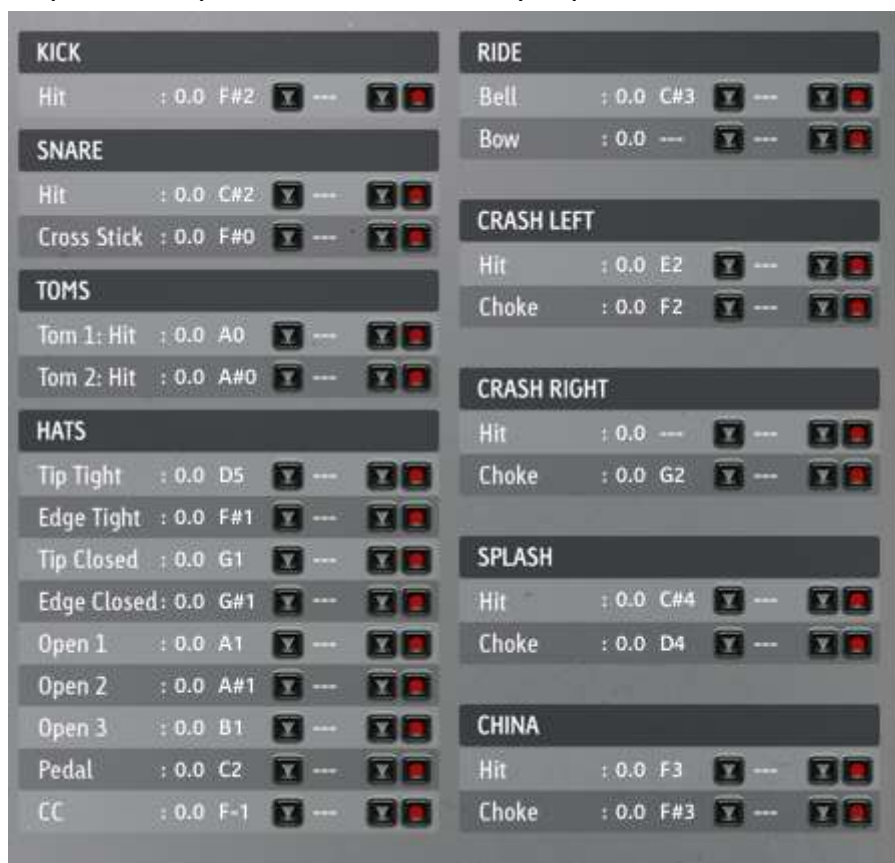 KICK
Hit : 0.0 F#2 ---
SNARE
Hit : 0.0 C#2 ---
Cross Stick : 0.0 F#0 ---
TOMS
Tom 1: Hit : 0.0 A0 ---
Tom 2: Hit : 0.0 A#0 ---
HATS
Tip Tight : 0.0 D5 ---
Edge Tight : 0.0 F#1 ---
Tip Closed : 0.0 G1 ---
Edge Closed : 0.0 G#1 ---
Open 1 : 0.0 A1 ---
Open 2 : 0.0 A#1 ---
Open 3 : 0.0 B1 ---
Pedal : 0.0 C2 ---
CC : 0.0 F-1 ---
RIDE
Bell : 0.0 C#3 ---
Bow : 0.0 --- ---
CRASH LEFT
Hit : 0.0 E2 ---
Choke : 0.0 F2 ---
CRASH RIGHT
Hit : 0.0 --- ---
Choke : 0.0 G2 ---
SPLASH
Hit : 0.0 C#4 ---
Choke : 0.0 D4 ---
CHINA
Hit : 0.0 F3 ---
Choke : 0.0 F#3 ---